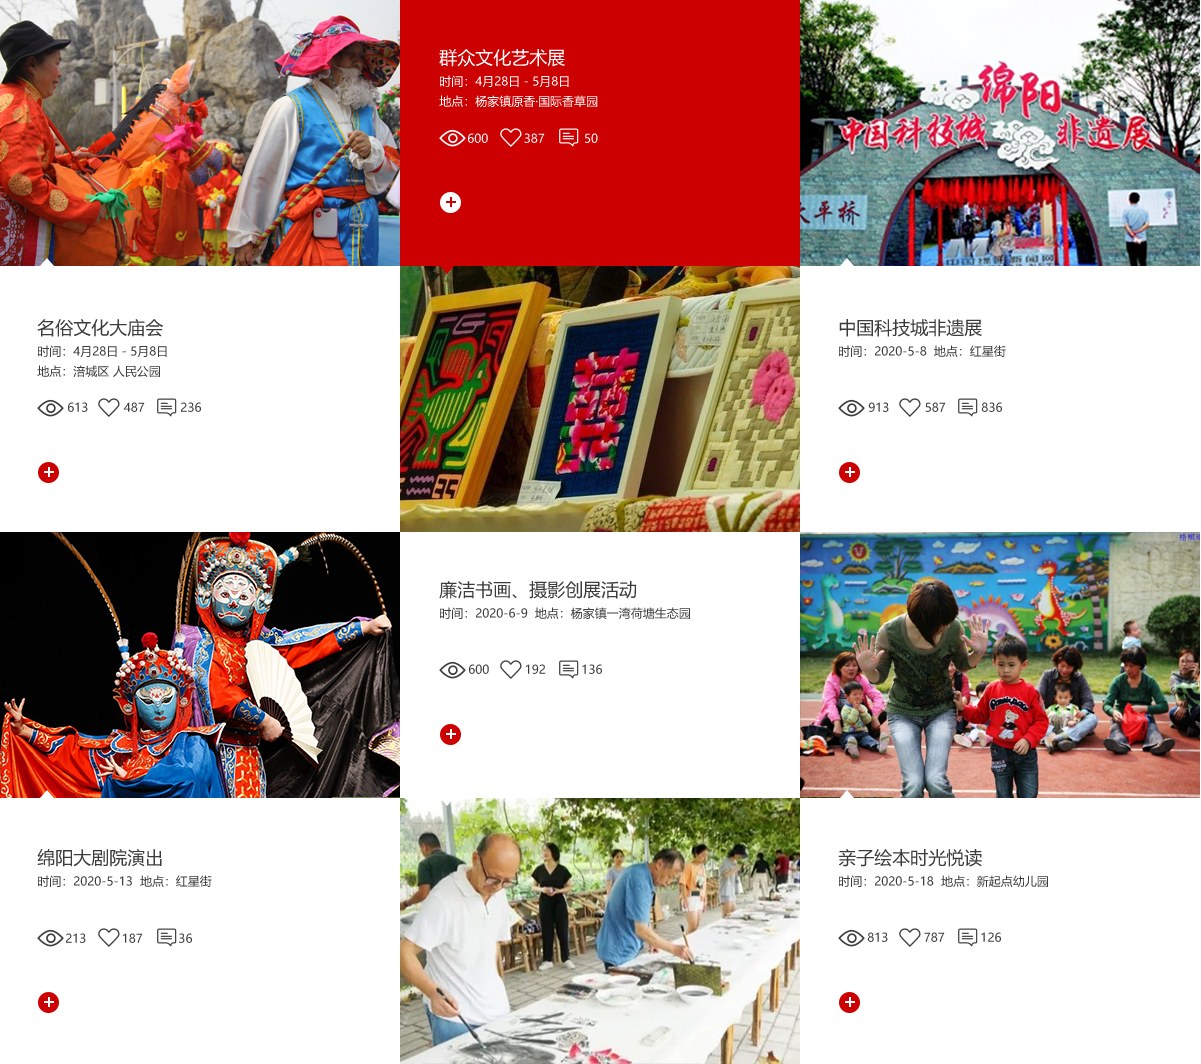 群众文化艺术展
时间：4月28日 - 5月8日
地点：杨家镇原香·国际香草园
600 387 50
绵阳
中国科技城 非遗展
太平桥
名俗文化大庙会
时间：4月28日 - 5月8日
地点：涪城区 人民公园
613 487 236
中国科技城非遗展
时间：2020-5-8 地点：红星街
913 587 836
廉洁书画、摄影创展活动
时间：2020-6-9 地点：杨家镇一湾荷塘生态园
600 192 136
绵阳大剧院演出
时间：2020-5-13 地点：红星街
213 187 36
亲子绘本时光悦读
时间：2020-5-18 地点：新起点幼儿园
813 787 126